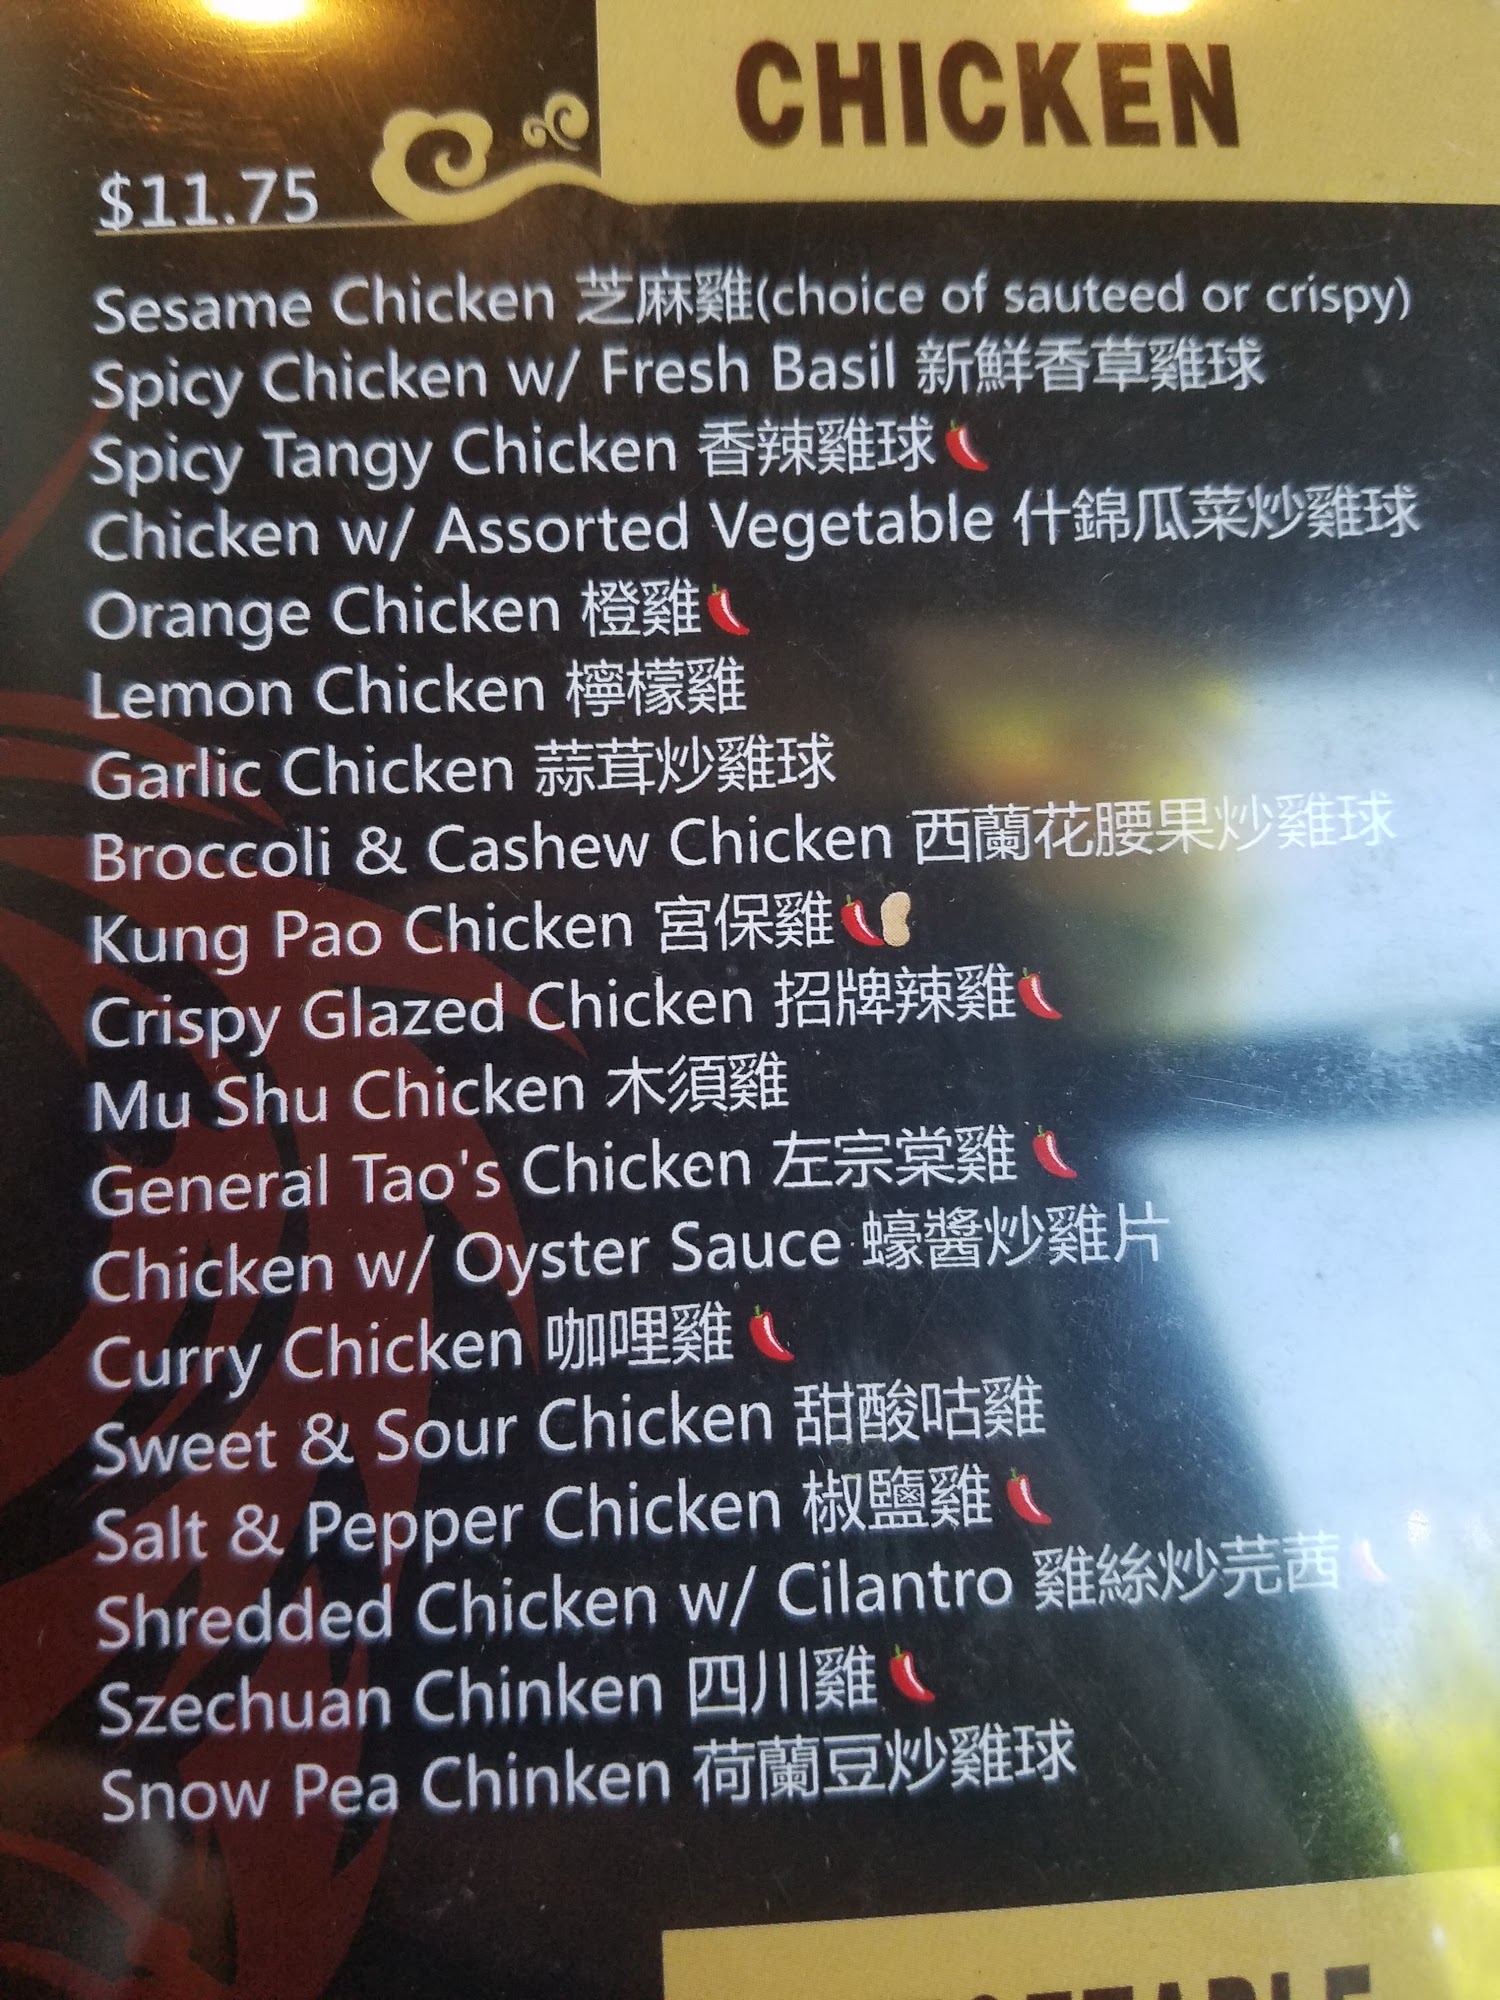 CHICKEN
$11.75
Sesame Chicken 芝麻雞(choice of sauteed or crispy)
Spicy Chicken w/ Fresh Basil 新鮮香草雞球
Spicy Tangy Chicken 香辣雞球
Chicken w/ Assorted Vegetable 什錦瓜菜炒雞球
Orange Chicken 橙雞
Lemon Chicken 檸檬雞
Garlic Chicken 蒜茸炒雞球
Broccoli & Cashew Chicken 西蘭花腰果炒雞球
Kung Pao Chicken 宮保雞
Crispy Glazed Chicken 招牌辣雞
Mu Shu Chicken 木須雞
General Tao's Chicken 左宗棠雞
Chicken w/ Oyster Sauce 蠔醬炒雞片
Curry Chicken 咖哩雞
Sweet & Sour Chicken 甜酸咕雞
Salt & Pepper Chicken 椒鹽雞
Shredded Chicken w/ Cilantro 雞絲炒芫茜
Szechuan Chinken 四川雞
Snow Pea Chinken 荷蘭豆炒雞球